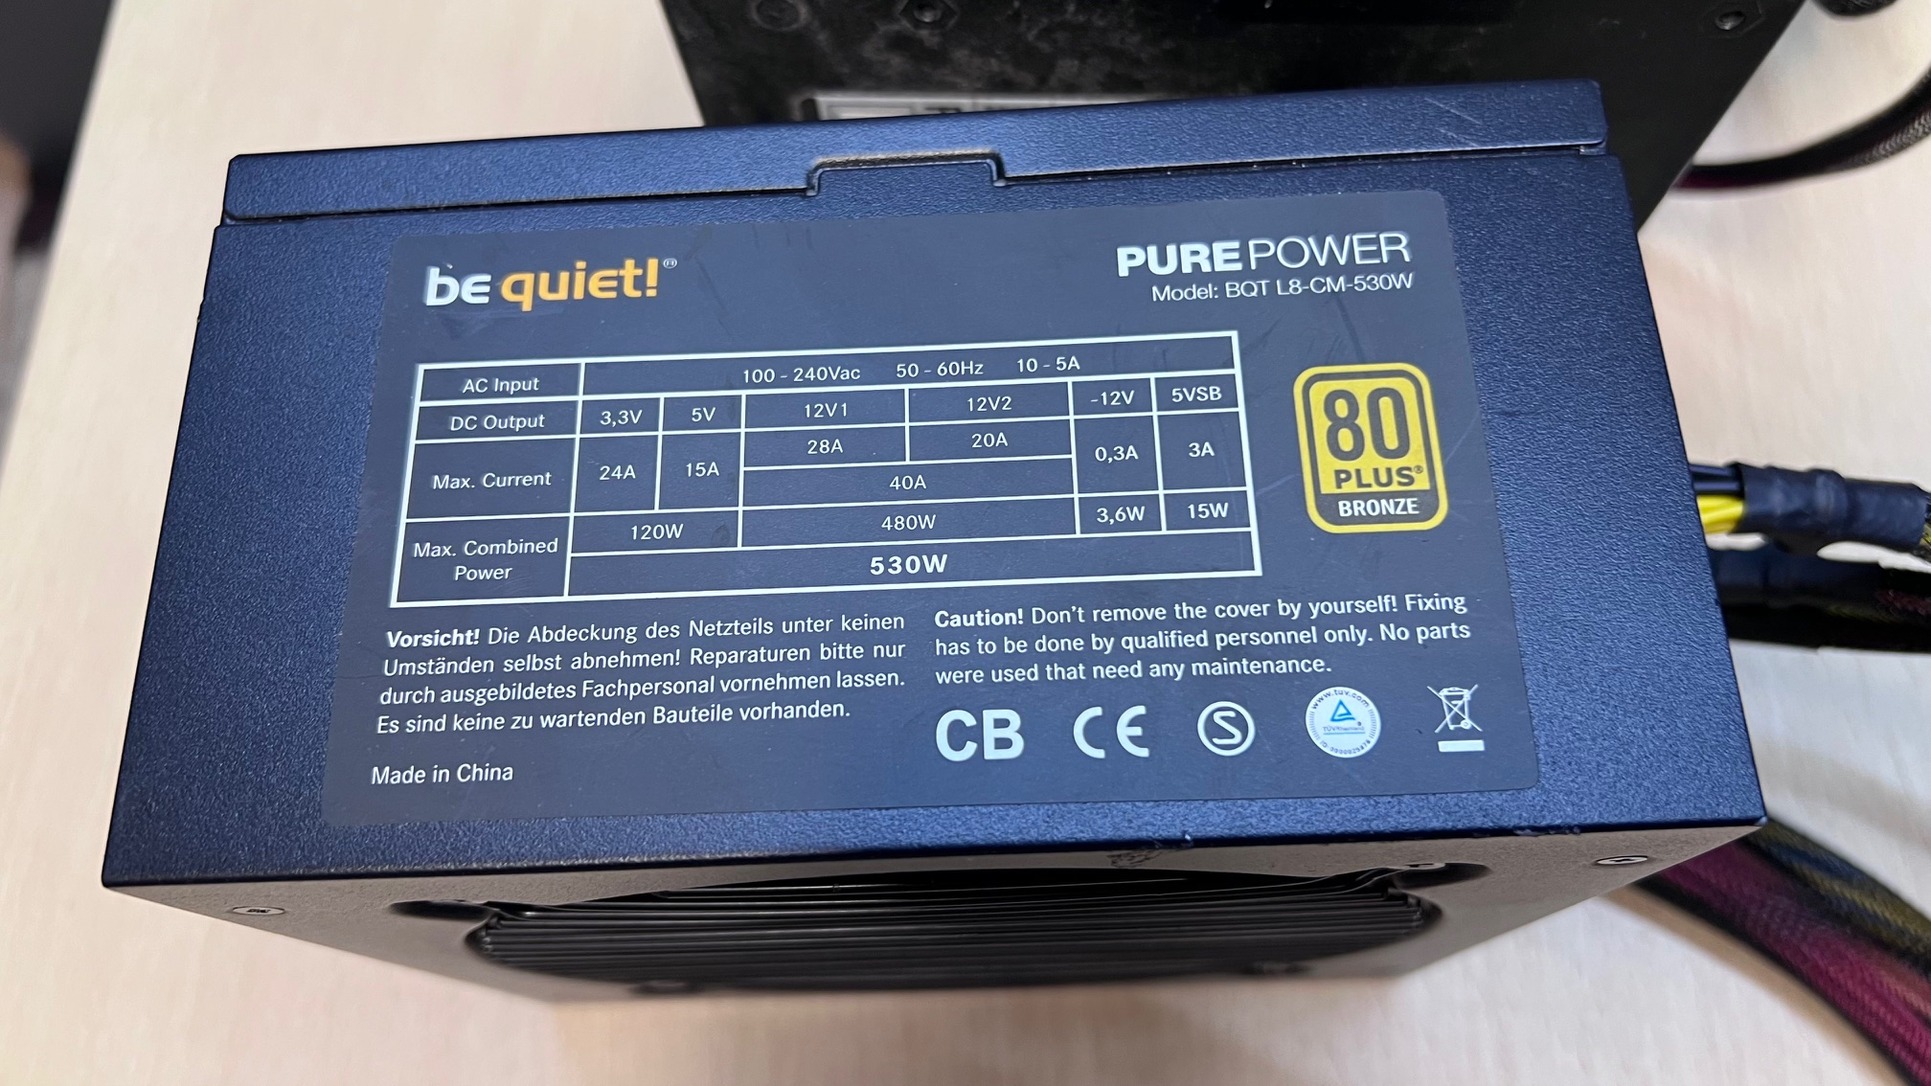 be quiet!®
PURE POWER
Model: BQT L8-CM-530W
AC Input 100 - 240Vac 50 - 60Hz 10 - 5A
DC Output 3,3V 5V 12V1 12V2 -12V 5VSB
Max. Current 24A 15A 28A 20A 0,3A 3A
40A
Max. Combined Power 120W 480W 3,6W 15W
530W
80
PLUS®
BRONZE
Vorsicht! Die Abdeckung des Netzteils unter keinen
Umständen selbst abnehmen! Reparaturen bitte nur
durch ausgebildetes Fachpersonal vornehmen lassen.
Es sind keine zu wartenden Bauteile vorhanden.
Caution! Don't remove the cover by yourself! Fixing
has to be done by qualified personnel only. No parts
were used that need any maintenance.
Made in China
CB CE S
www.tuv.com
TÜVRheinland